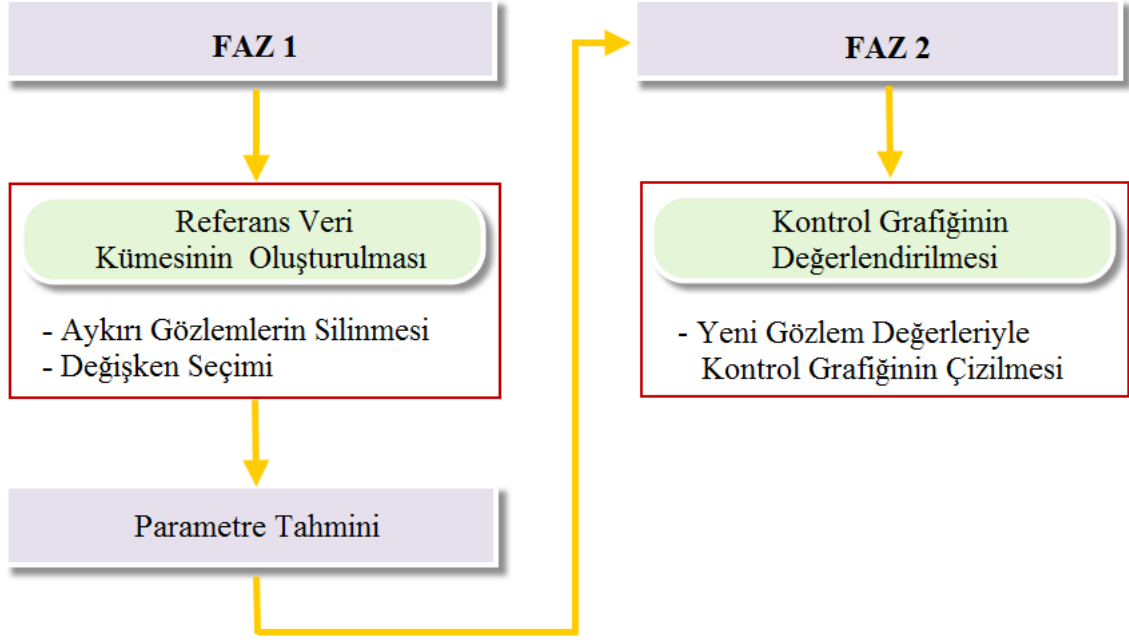 FAZ 1
Referans Veri
Kümesinin Oluşturulması
- Aykırı Gözlemlerin Silinmesi
- Değişken Seçimi
Parametre Tahmini
FAZ 2
Kontrol Grafiğinin
Değerlendirilmesi
- Yeni Gözlem Değerleriyle
Kontrol Grafiğinin Çizilmesi